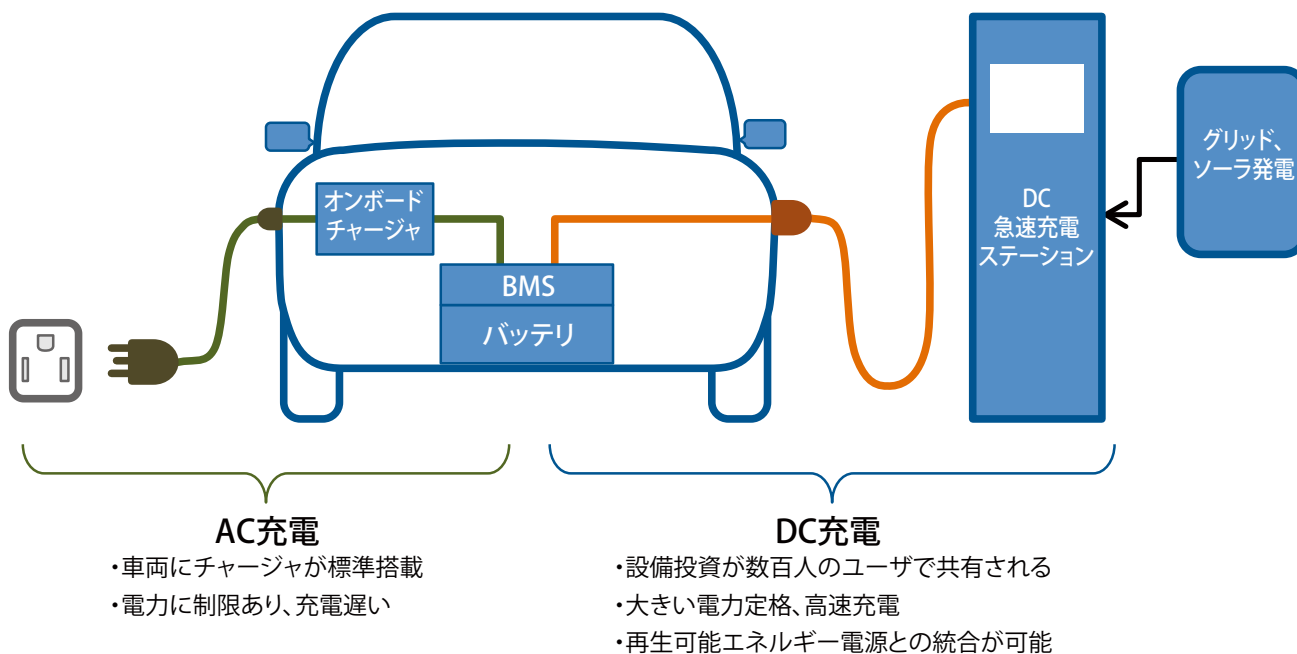 オンボード
チャージャ
BMS
バッテリ
DC
急速充電
ステーション
グリッド、
ソーラ発電
AC充電
・車両にチャージャが標準搭載
・電力に制限あり、充電遅い
DC充電
・設備投資が数百人のユーザで共有される
・大きい電力定格、高速充電
・再生可能エネルギー電源との統合が可能